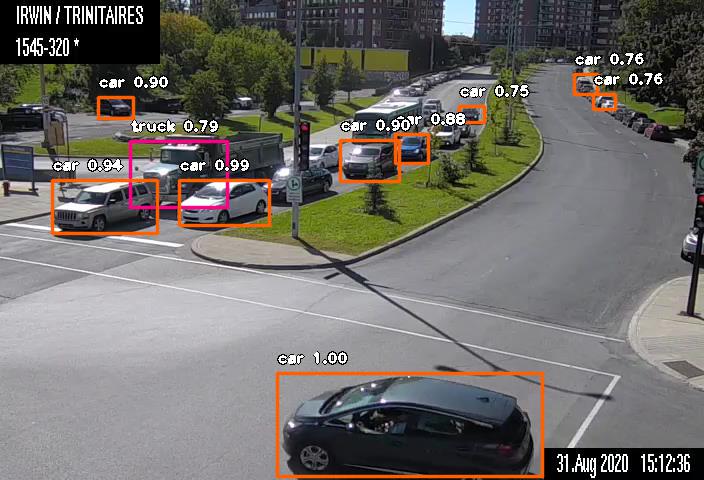 IRWIN / TRINITAIRES
1545-320 *
car 0.76
car 0.76
car 0.90
car 0.75
car 0.88
truck 0.79
car 0.90
car 0.94
car 0.99
car 1.00
31.Aug 2020 15:12:36